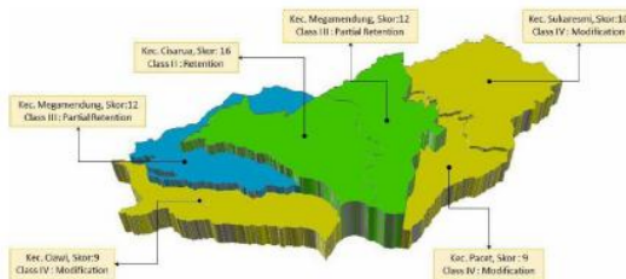 Kec. Megamendung, Skor:12
Class III : Partial Retention
Kec. Sukaresmi, Skor:10
Class IV : Modification
Kec. Cisarua, Skor: 16
Class II : Retention
Kec. Megamendung, Skor:12
Class III : Partial Retention
Kec. Ciawi, Skor:9
Class IV : Modification
Kec. Pacet, Skor : 9
Class IV : Modification